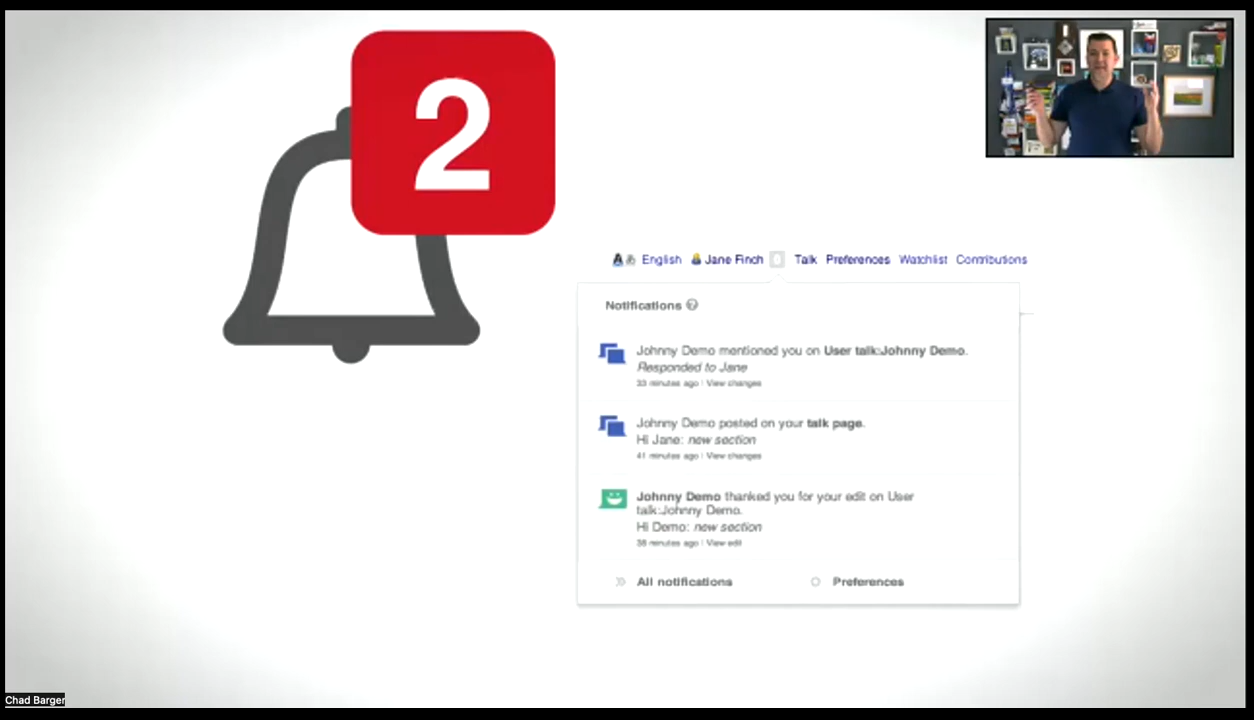 2
English Jane Finch 0 Talk Preferences Watchlist Contributions
Notifications ?
Johnny Demo mentioned you on User talk:Johnny Demo.
Responded to Jane
33 minutes ago | View changes
Johnny Demo posted on your talk page.
Hi Jane: new section
41 minutes ago | View changes
Johnny Demo thanked you for your edit on User
talk:Johnny Demo.
Hi Demo: new section
38 minutes ago | View edit
All notifications Preferences
Chad Barger